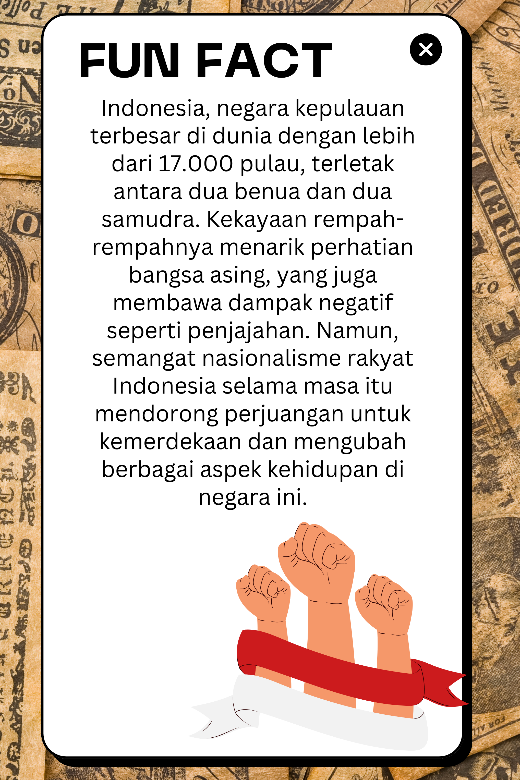 FUN FACT
Indonesia, negara kepulauan
terbesar di dunia dengan lebih
dari 17.000 pulau, terletak
antara dua benua dan dua
samudra. Kekayaan rempah-
rempahnya menarik perhatian
bangsa asing, yang juga
membawa dampak negatif
seperti penjajahan. Namun,
semangat nasionalisme rakyat
Indonesia selama masa itu
mendorong perjuangan untuk
kemerdekaan dan mengubah
berbagai aspek kehidupan di
negara ini.